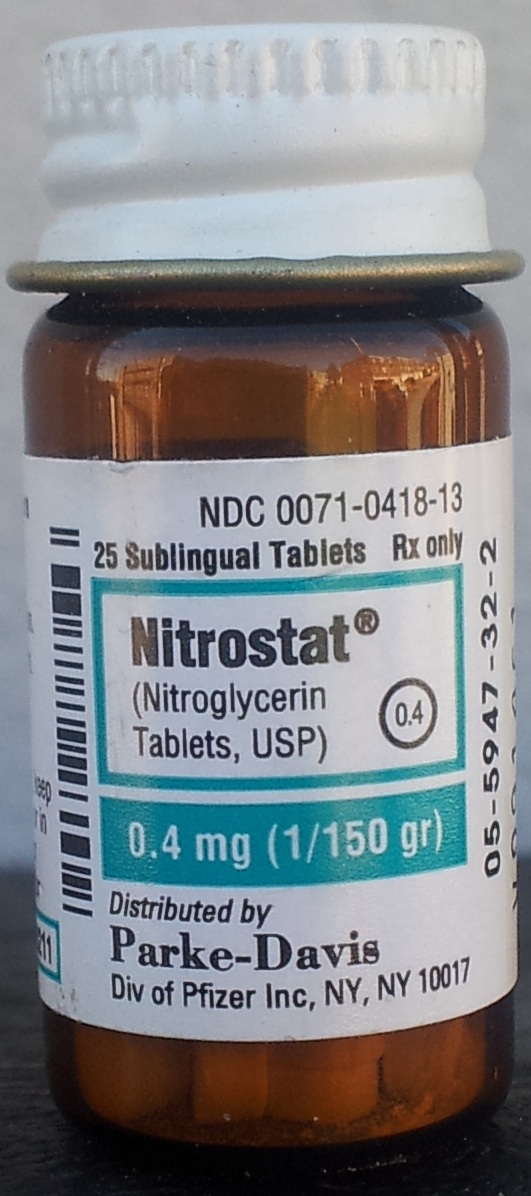 NDC 0071-0418-13
25 Sublingual Tablets Rx only
Nitrostat®
(Nitroglycerin
Tablets, USP)
0.4
0.4 mg (1/150 gr)
Distributed by
Parke-Davis
Div of Pfizer Inc, NY, NY 10017
05-5947-32-2